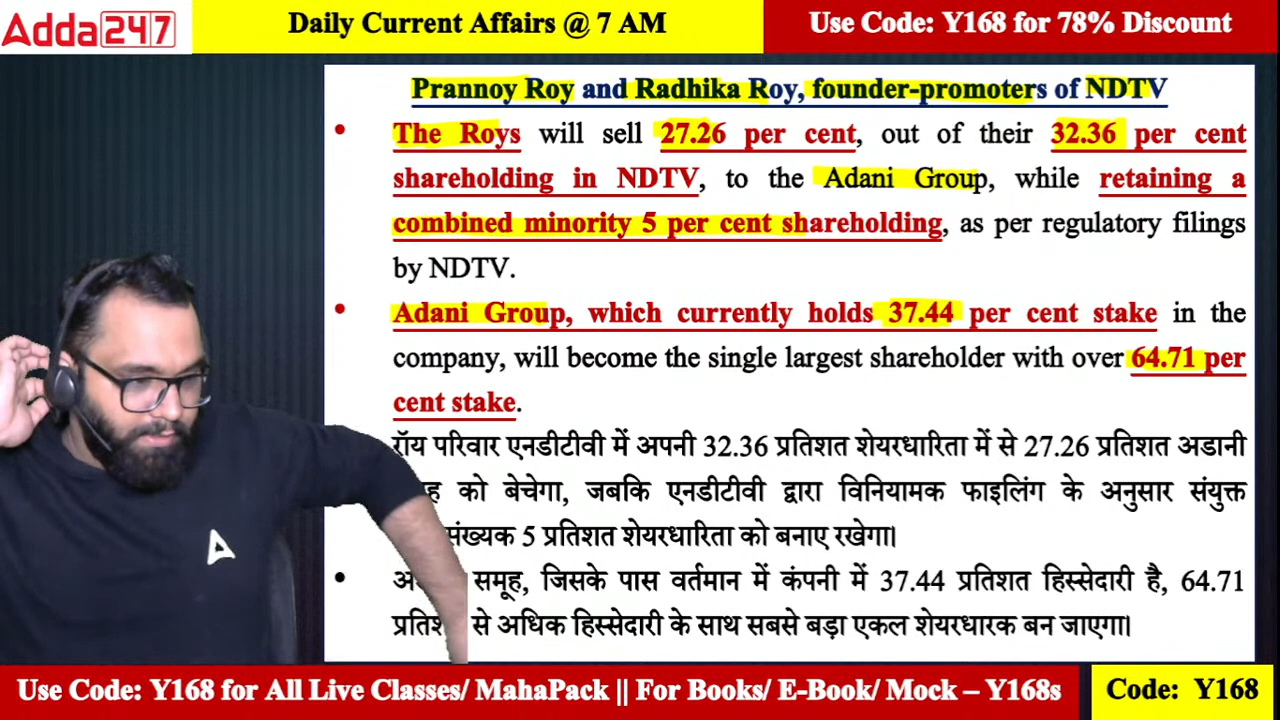 Adda247
Daily Current Affairs @ 7 AM
Use Code: Y168 for 78% Discount
Prannoy Roy and Radhika Roy, founder-promoters of NDTV
• The Roys will sell 27.26 per cent, out of their 32.36 per cent
shareholding in NDTV, to the Adani Group, while retaining a
combined minority 5 per cent shareholding, as per regulatory filings
by NDTV.
• Adani Group, which currently holds 37.44 per cent stake in the
company, will become the single largest shareholder with over 64.71 per
cent stake.
रॉय परिवार एनडीटीवी में अपनी 32.36 प्रतिशत शेयरधारिता में से 27.26 प्रतिशत अडानी
को बेचेगा, जबकि एनडीटीवी द्वारा विनियामक फाइलिंग के अनुसार संयुक्त
5 प्रतिशत शेयरधारिता को बनाए रखेगा।
• समूह, जिसके पास वर्तमान में कंपनी में 37.44 प्रतिशत हिस्सेदारी है, 64.71
से अधिक हिस्सेदारी के साथ सबसे बड़ा एकल शेयरधारक बन जाएगा।
Use Code: Y168 for All Live Classes/ MahaPack || For Books/ E-Book/ Mock – Y168s
Code: Y168